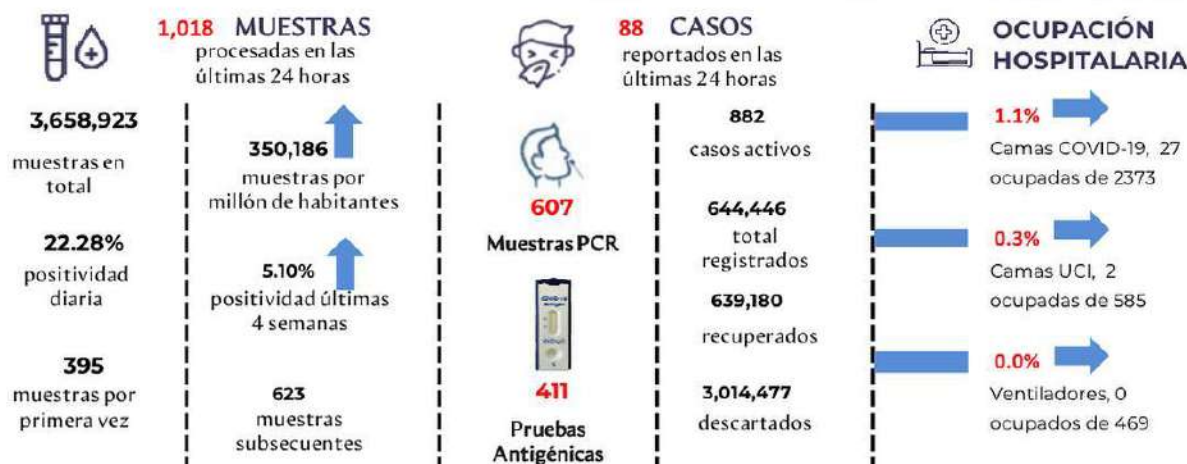 1,018 MUESTRAS
procesadas en las
últimas 24 horas
3,658,923
muestras en
total
22.28%
positividad
diaria
395
muestras por
primera vez
350,186
muestras por
millón de habitantes
5.10%
positividad últimas
4 semanas
623
muestras
subsecuentes
88 CASOS
reportados en las
últimas 24 horas
607
Muestras PCR
411
Pruebas
Antigénicas
882
casos activos
644,446
total
registrados
639,180
recuperados
3,014,477
descartados
OCUPACIÓN
HOSPITALARIA
1.1%
Camas COVID-19, 27
ocupadas de 2373
0.3%
Camas UCI, 2
ocupadas de 585
0.0%
Ventiladores, 0
ocupados de 469